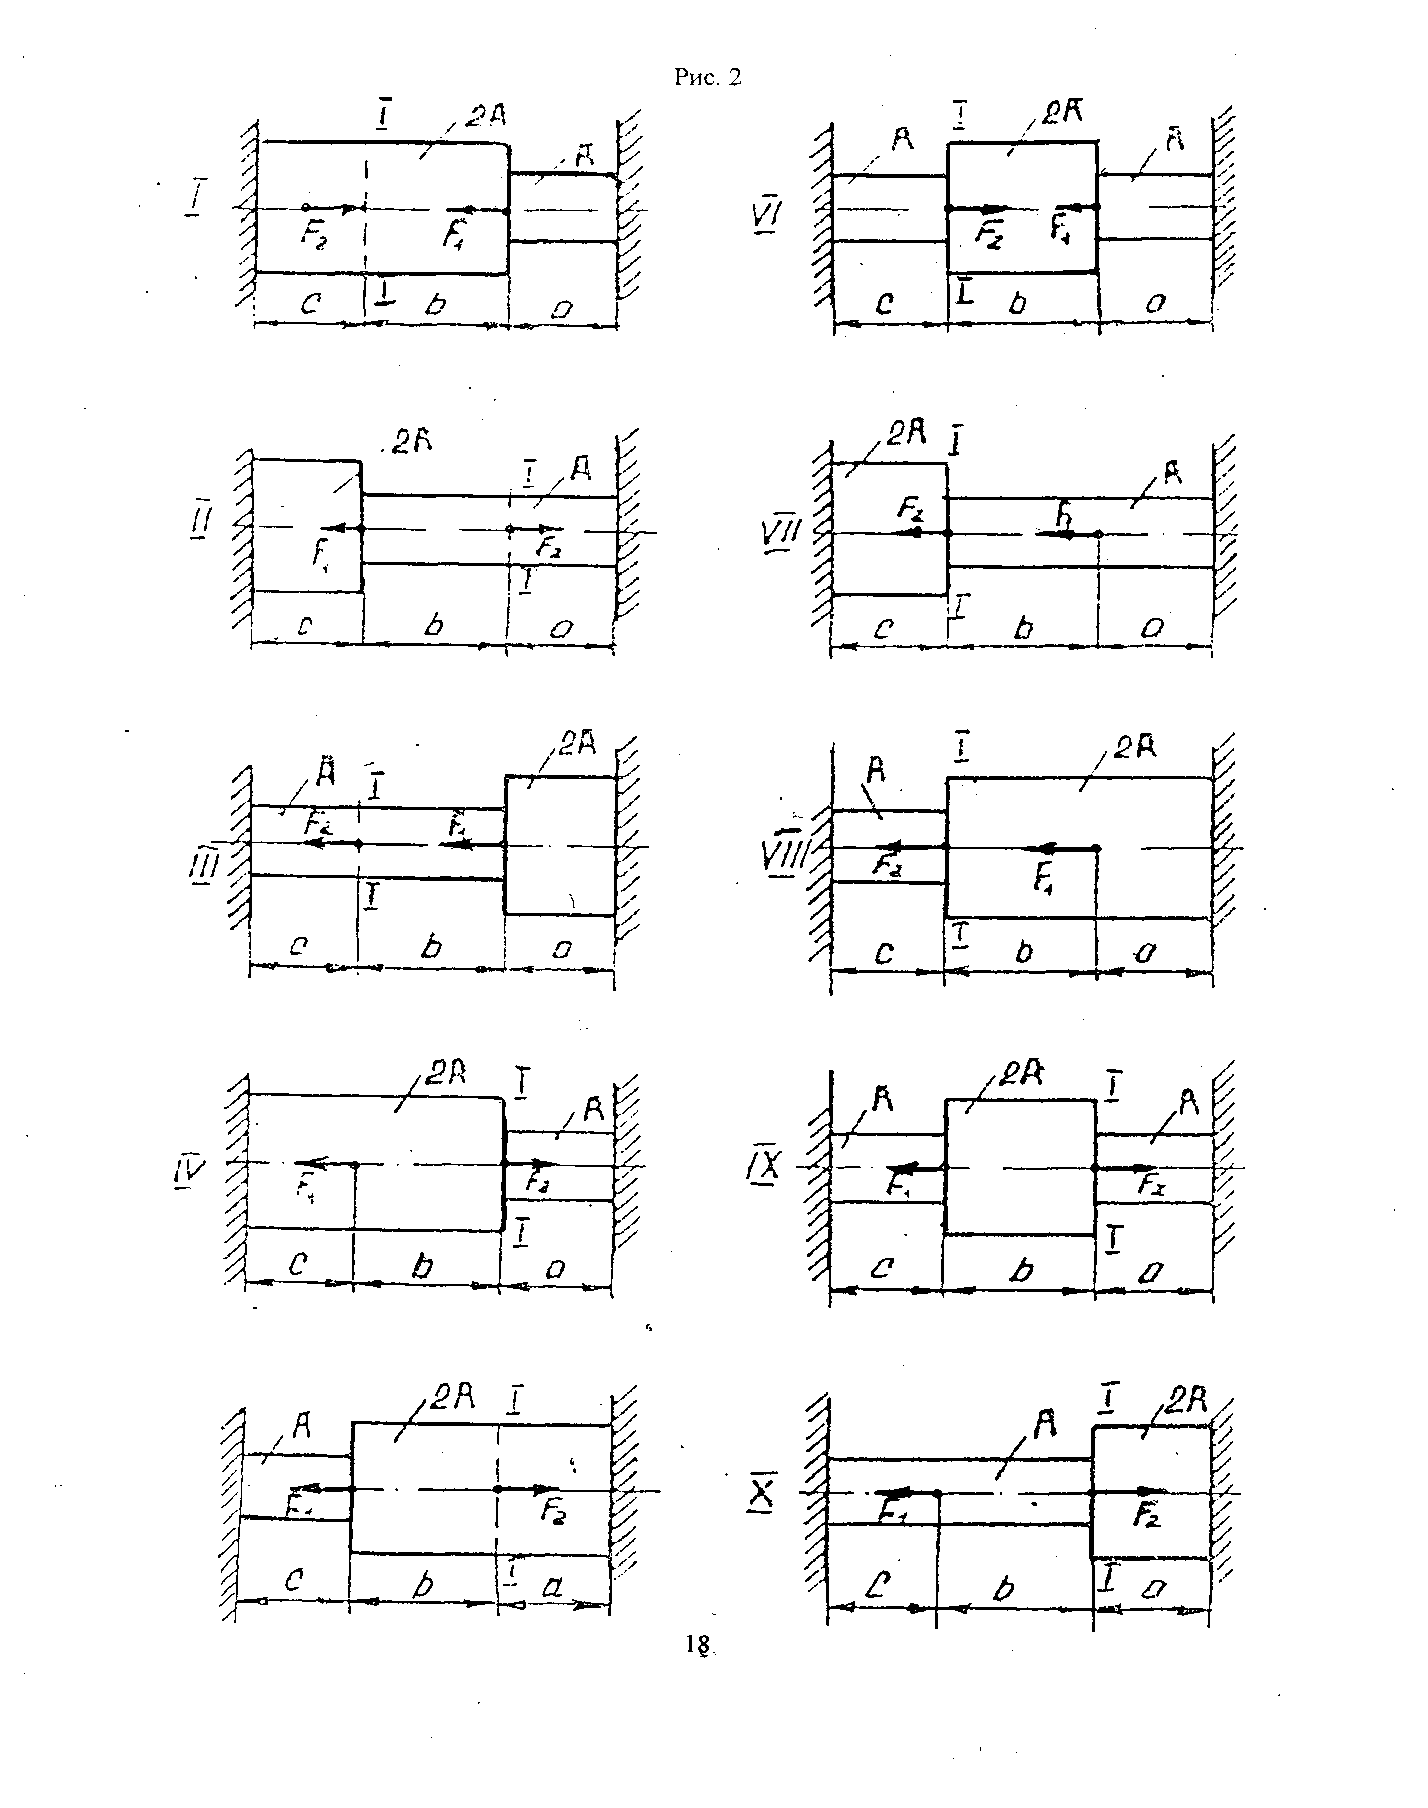 Рис. 2
I 2A A
I F₂ F₁
I c b a
I 2A
A A
VI F₂ F₁
I
c b a
2A
I A
II F₁ F₂
I
c b a
2A I
A
VII F₂ F₁
I
c b a
2A
A I
F₂ F₁
III
I
c b a
I 2A
A
VIII F₂ F₁
I
c b a
2A I
A
IV F₁ F₂
I
c b a
2A I
A A
IX F₁ F₂
I
c b a
2A I
A
F₁ F₂
I
c b a
I 2A
A
X F₁ F₂
I
c b a
18